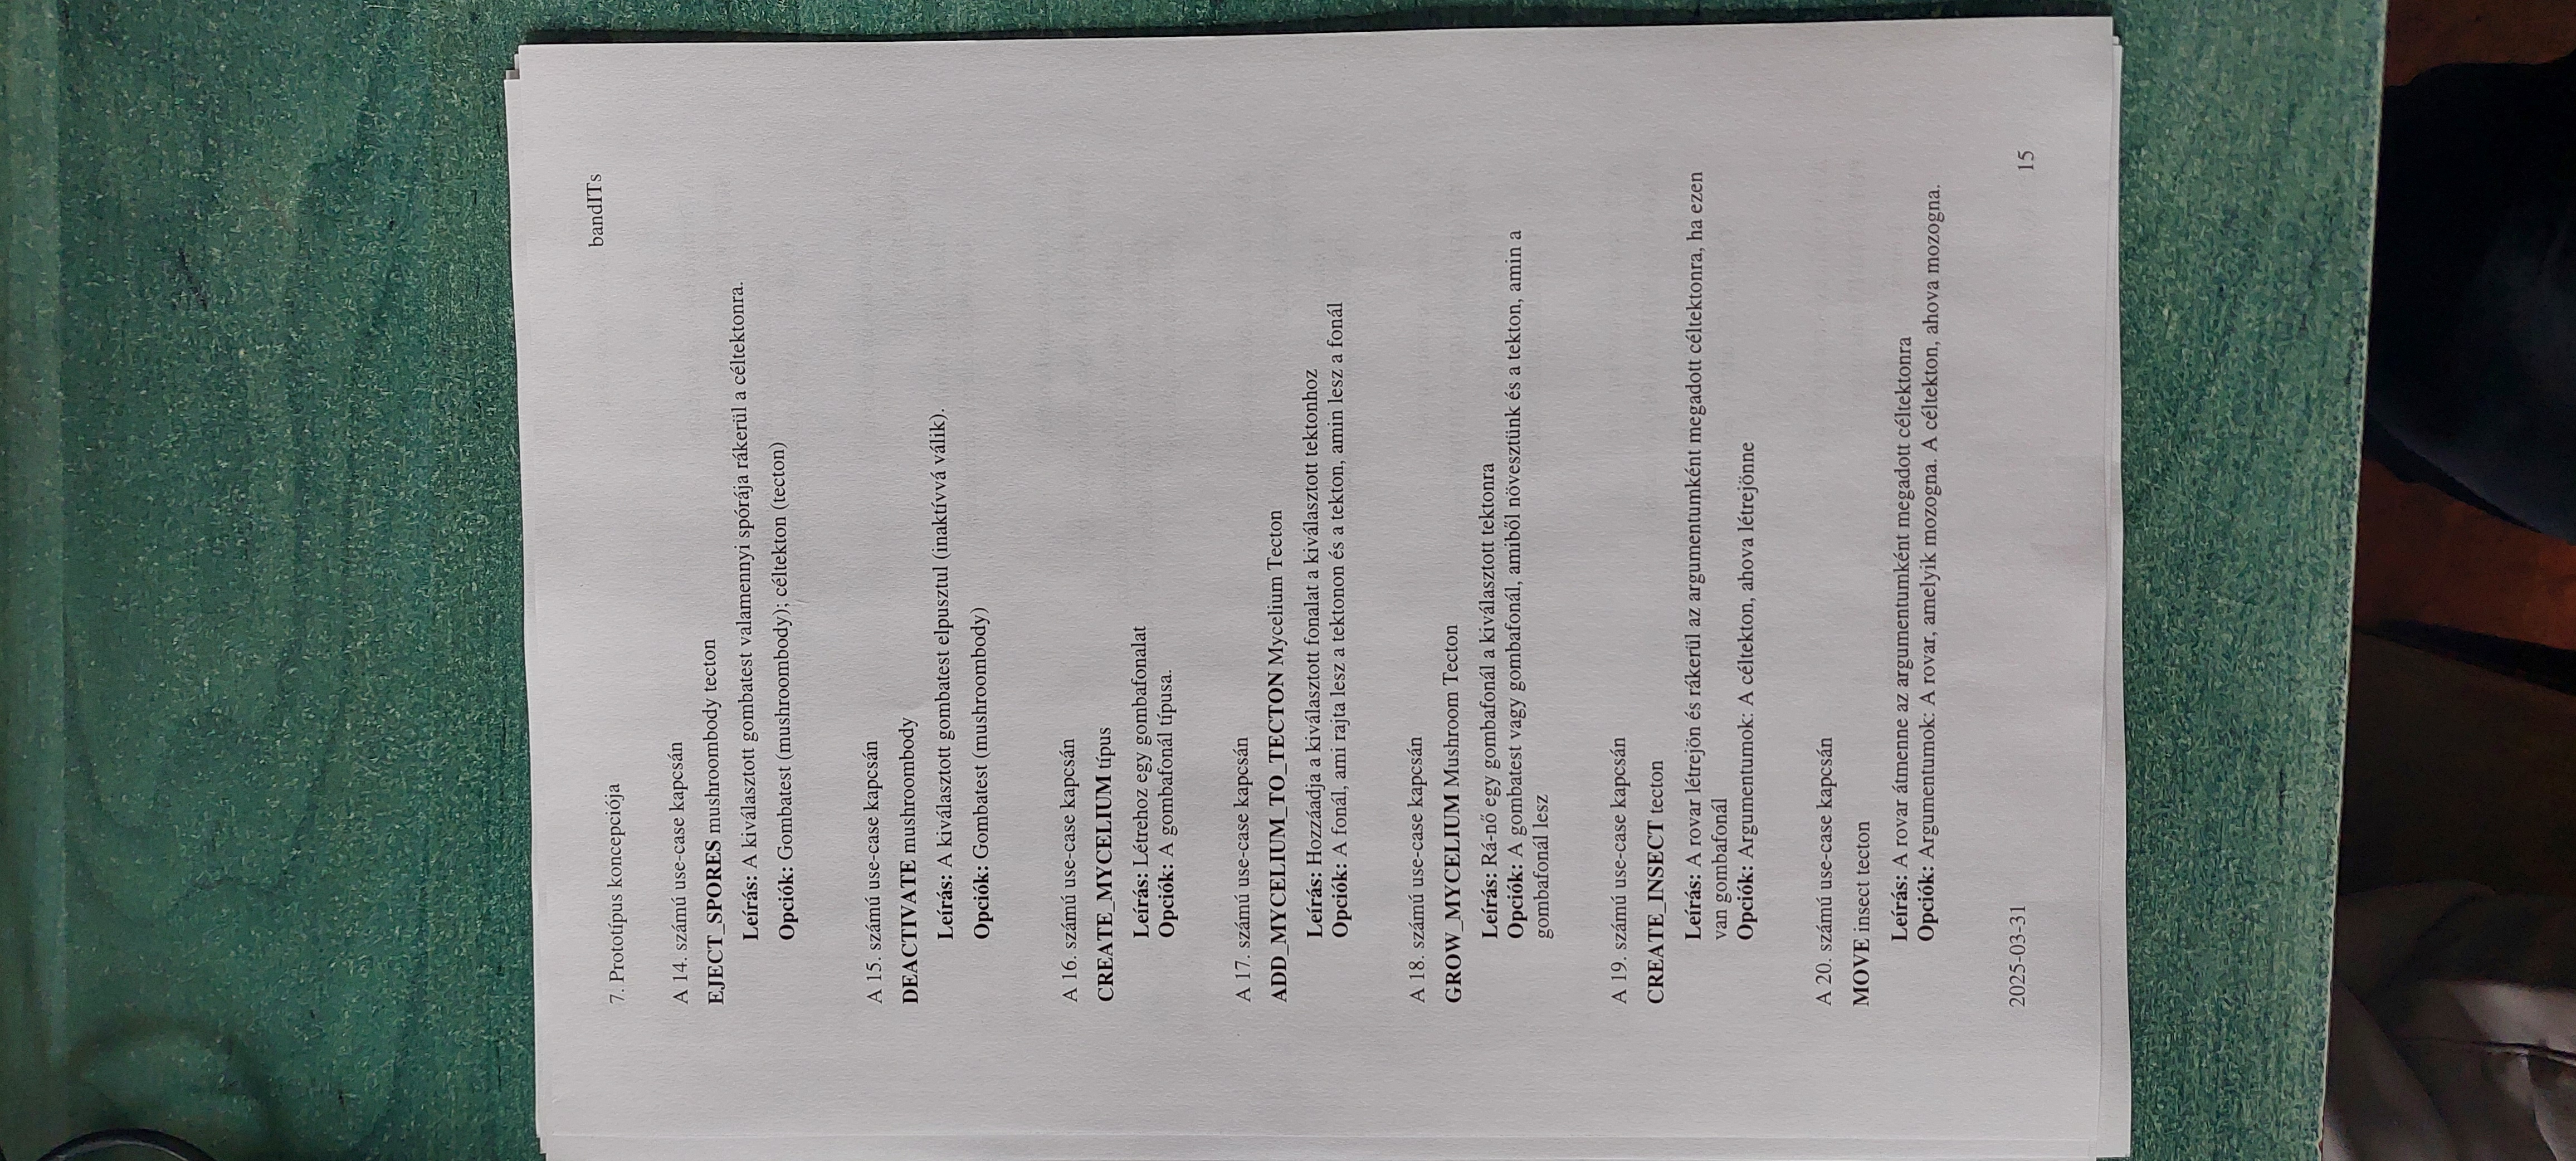 7. Prototípus koncepciója bandITs
A 14. számú use-case kapcsán
EJECT_SPORES mushroombody tecton
Leírás: A kiválasztott gombatest valamennyi spórája rákerül a céltektonra.
Opciók: Gombatest (mushroombody); céltekton (tecton)
A 15. számú use-case kapcsán
DEACTIVATE mushroombody
Leírás: A kiválasztott gombatest elpusztul (inaktívvá válik).
Opciók: Gombatest (mushroombody)
A 16. számú use-case kapcsán
CREATE_MYCELIUM típus
Leírás: Létrehoz egy gombafonalat
Opciók: A gombafonál típusa.
A 17. számú use-case kapcsán
ADD_MYCELIUM_TO_TECTON Mycelium Tecton
Leírás: Hozzáadja a kiválasztott fonalat a kiválasztott tektonhoz
Opciók: A fonál, ami rajta lesz a tektonon és a tekton, amin lesz a fonál
A 18. számú use-case kapcsán
GROW_MYCELIUM Mushroom Tecton
Leírás: Rá-nő egy gombafonál a kiválasztott tektonra
Opciók: A gombatest vagy gombafonál, amiből növesztünk és a tekton, amin a
gombafonál lesz
A 19. számú use-case kapcsán
CREATE_INSECT tecton
Leírás: A rovar létrejön és rákerül az argumentumként megadott céltektonra, ha ezen
van gombafonál
Opciók: Argumentumok: A céltekton, ahova létrejönne
A 20. számú use-case kapcsán
MOVE insect tecton
Leírás: A rovar átmenne az argumentumként megadott céltektonra
Opciók: Argumentumok: A rovar, amelyik mozogna. A céltekton, ahova mozogna.
2025-03-31 15